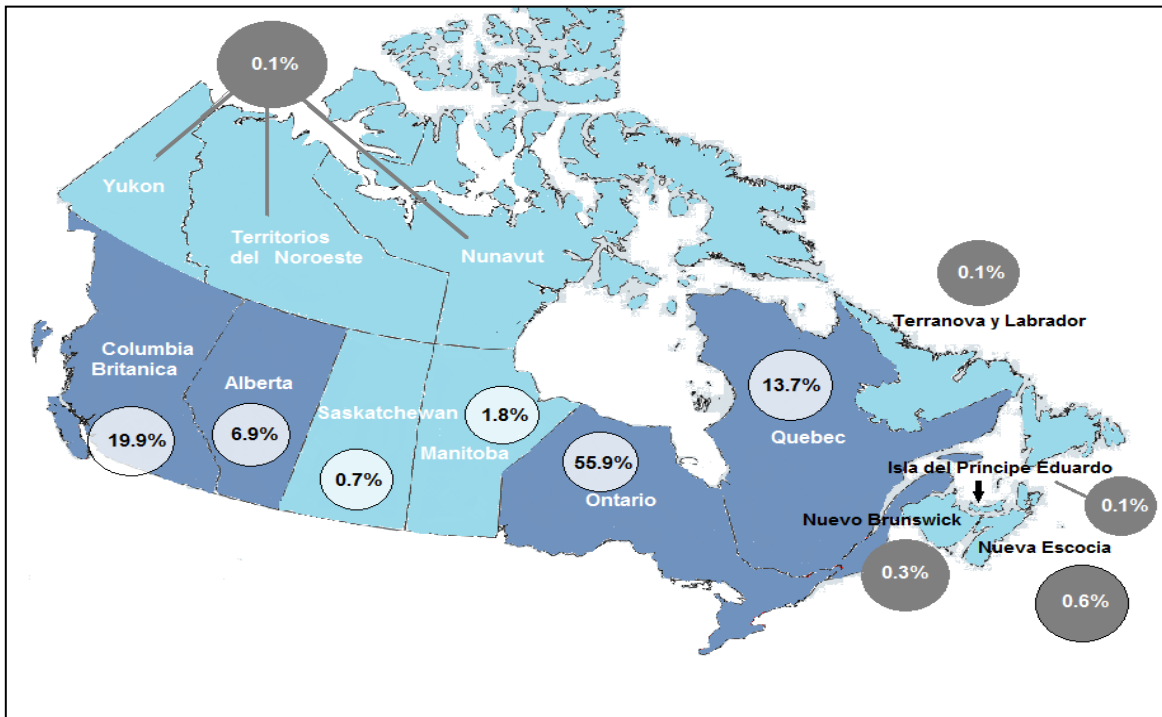 0.1%
Yukon
Territorios
del Noroeste
Nunavut
0.1%
Terranova y Labrador
Columbia
Britanica
Alberta
13.7%
Saskatchewan
1.8%
19.9%
6.9%
Quebec
Manitoba
55.9%
0.7%
Isla del Príncipe Eduardo
Ontario
0.1%
Nuevo Brunswick
Nueva Escocia
0.3%
0.6%